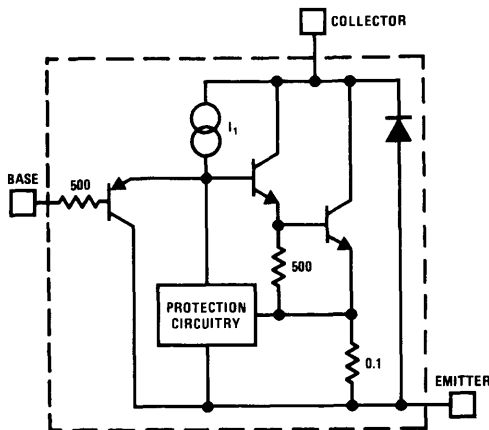 COLLECTOR
I₁
BASE
500
500
PROTECTION
CIRCUITRY
0.1
EMITTER